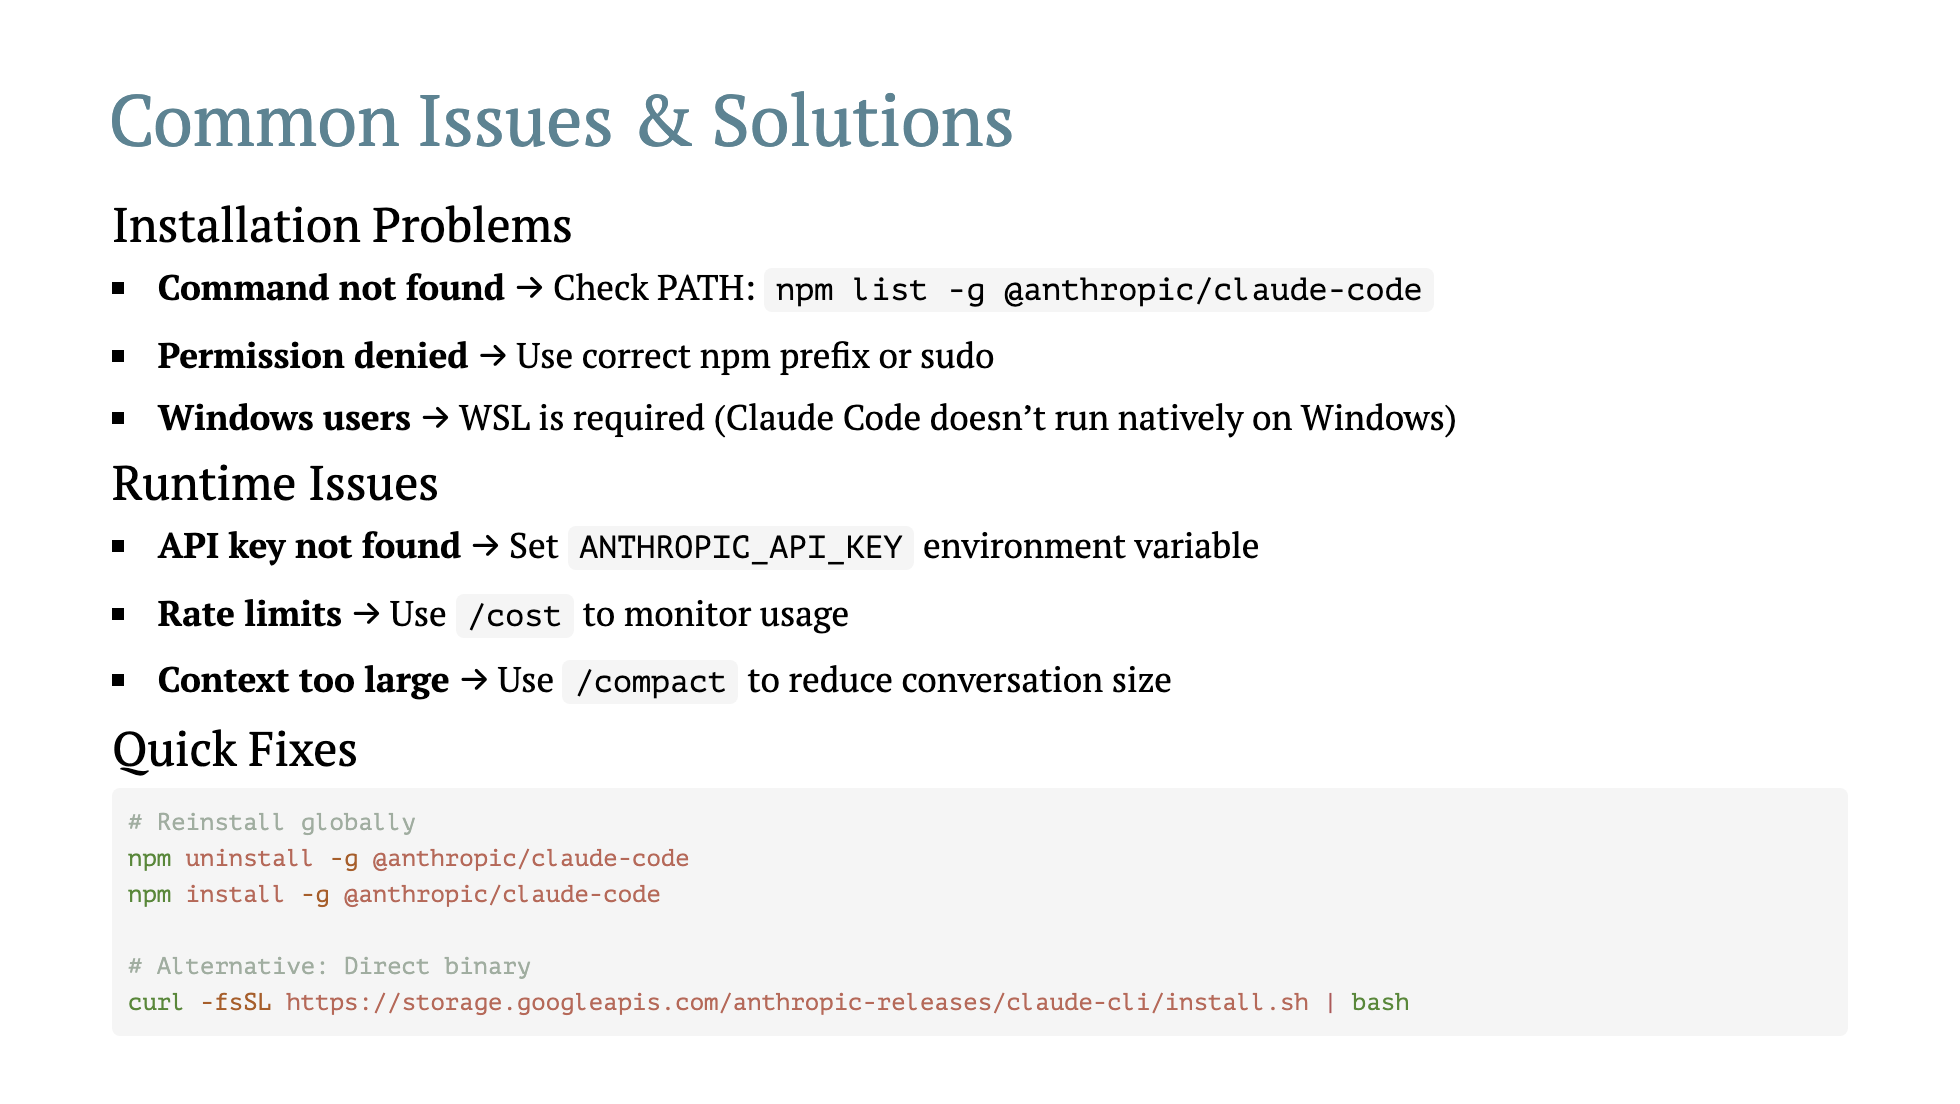 Common Issues & Solutions
Installation Problems
▪ Command not found → Check PATH: npm list -g @anthropic/claude-code
▪ Permission denied → Use correct npm prefix or sudo
▪ Windows users → WSL is required (Claude Code doesn’t run natively on Windows)
Runtime Issues
▪ API key not found → Set ANTHROPIC_API_KEY environment variable
▪ Rate limits → Use /cost to monitor usage
▪ Context too large → Use /compact to reduce conversation size
Quick Fixes
# Reinstall globally
npm uninstall -g @anthropic/claude-code
npm install -g @anthropic/claude-code
# Alternative: Direct binary
curl -fsSL https://storage.googleapis.com/anthropic-releases/claude-cli/install.sh | bash